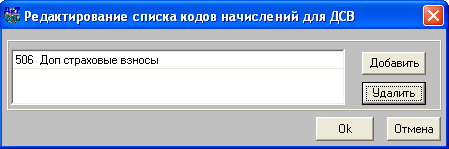 Редактирование списка кодов начислений для ДСВ
506 Доп страховые взносы
Добавить
Удалить
Ok
Отмена